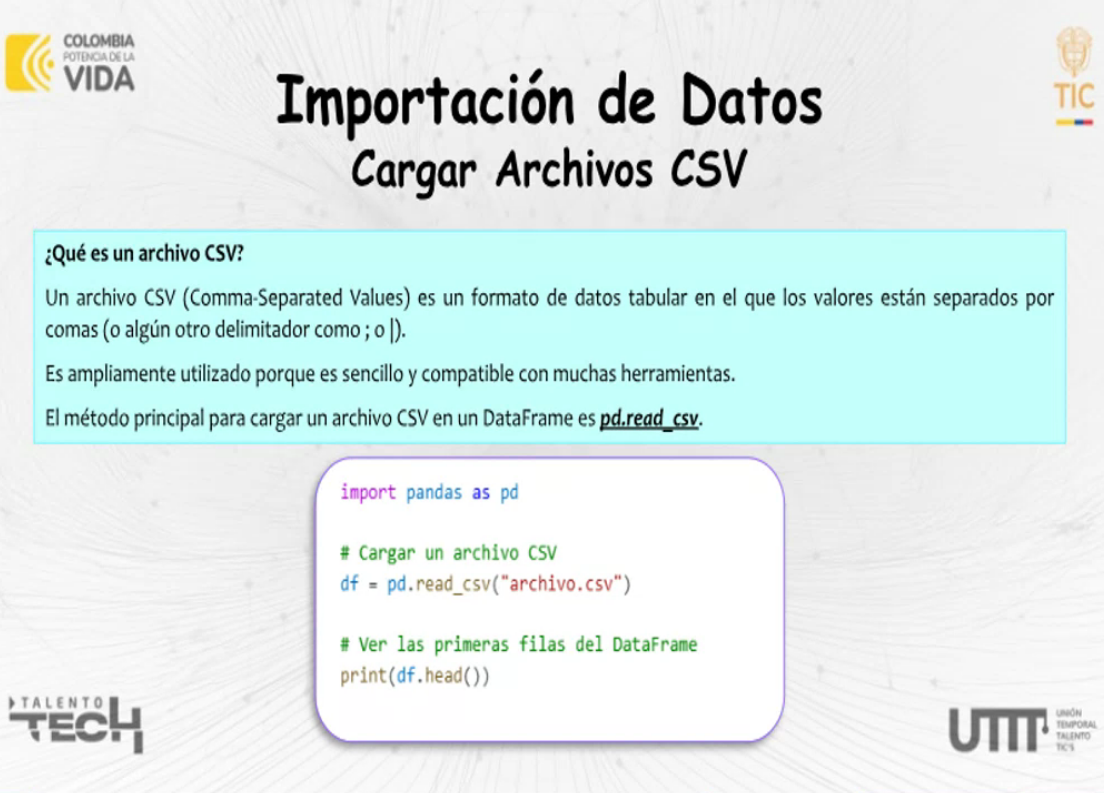 COLOMBIA
POTENCIA DE LA
VIDA
TIC
Importación de Datos
Cargar Archivos CSV
¿Qué es un archivo CSV?
Un archivo CSV (Comma-Separated Values) es un formato de datos tabular en el que los valores están separados por
comas (o algún otro delimitador como ; o |).
Es ampliamente utilizado porque es sencillo y compatible con muchas herramientas.
El método principal para cargar un archivo CSV en un DataFrame es pd.read_csv.
import pandas as pd
# Cargar un archivo CSV
df = pd.read_csv("archivo.csv")
# Ver las primeras filas del DataFrame
print(df.head())
TALENTO
TECH
UTTT
UNIÓN
TEMPORAL
TALENTO
TIC'S